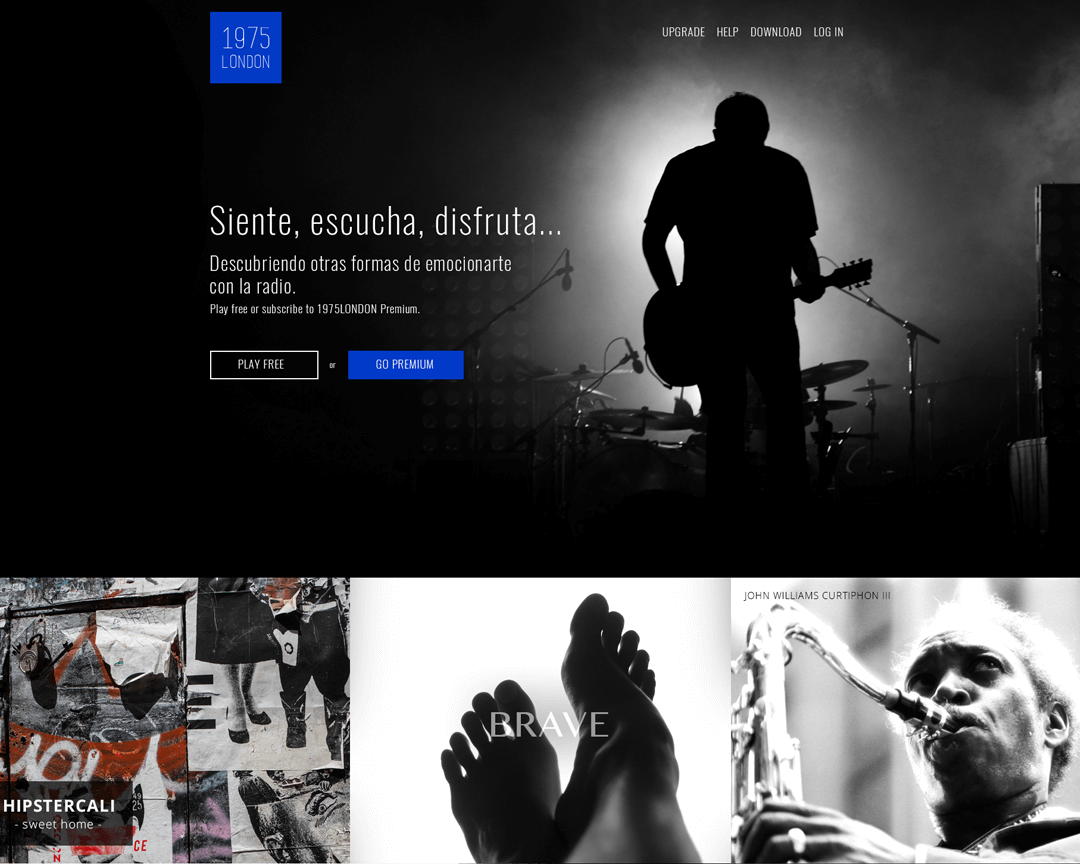 1975
LONDON
UPGRADE HELP DOWNLOAD LOG IN
Siente, escucha, disfruta...
Descubriendo otras formas de emocionarte
con la radio.
Play free or subscribe to 1975LONDON Premium.
PLAY FREE or GO PREMIUM
JOHN WILLIAMS CURTIPHON III
BRAVE
HIPSTERCALI
- sweet home -